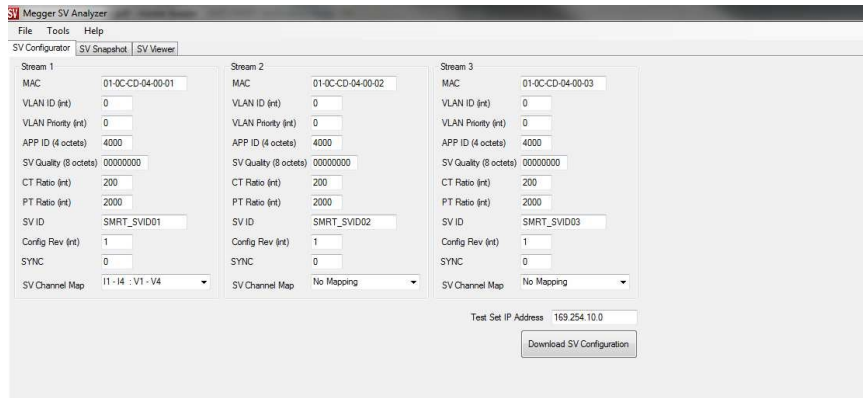 SV Megger SV Analyzer
File Tools Help
SV Configurator SV Snapshot SV Viewer
Stream 1 Stream 2 Stream 3
MAC 01-0C-CD-04-00-01 MAC 01-0C-CD-04-00-02 MAC 01-0C-CD-04-00-03
VLAN ID (int) 0 VLAN ID (int) 0 VLAN ID (int) 0
VLAN Priority (int) 0 VLAN Priority (int) 0 VLAN Priority (int) 0
APP ID (4 octets) 4000 APP ID (4 octets) 4000 APP ID (4 octets) 4000
SV Quality (8 octets) 00000000 SV Quality (8 octets) 00000000 SV Quality (8 octets) 00000000
CT Ratio (int) 200 CT Ratio (int) 200 CT Ratio (int) 200
PT Ratio (int) 2000 PT Ratio (int) 2000 PT Ratio (int) 2000
SV ID SMRT_SVID01 SV ID SMRT_SVID02 SV ID SMRT_SVID03
Config Rev (int) 1 Config Rev (int) 1 Config Rev (int) 1
SYNC 0 SYNC 0 SYNC 0
SV Channel Map I1 - I4 : V1 - V4 SV Channel Map No Mapping SV Channel Map No Mapping
Test Set IP Address 169.254.10.0
Download SV Configuration